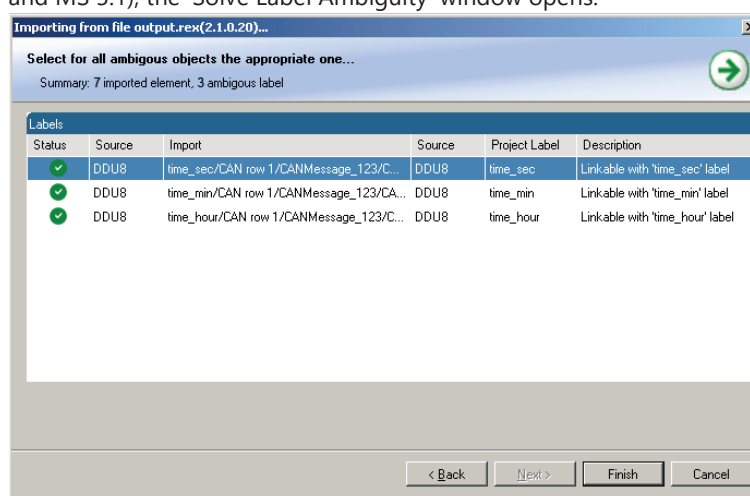 and MS 5.1), the 'Solve Label Ambiguity' window opens.
Importing from file output.rex(2.1.0.20)...
Select for all ambigous objects the appropriate one...
Summary: 7 imported element, 3 ambigous label
Labels
Status Source Import Source Project Label Description
DDU8 time_sec/CAN row 1/CANMessage_123/C... DDU8 time_sec Linkable with 'time_sec' label
DDU8 time_min/CAN row 1/CANMessage_123/CA... DDU8 time_min Linkable with 'time_min' label
DDU8 time_hour/CAN row 1/CANMessage_123/C... DDU8 time_hour Linkable with 'time_hour' label
< Back Next > Finish Cancel